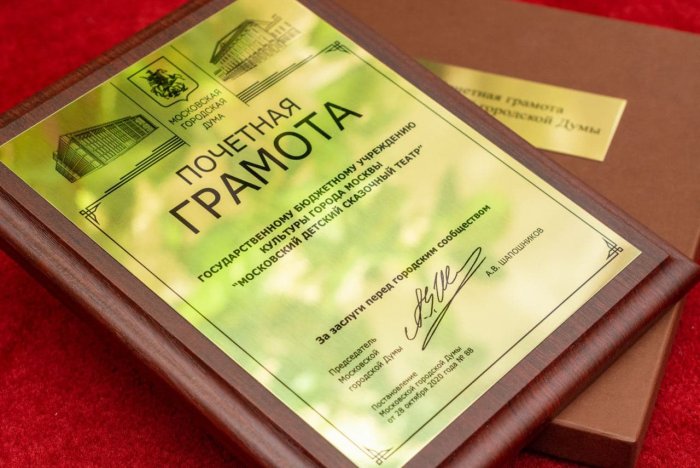 МОСКОВСКАЯ
ГОРОДСКАЯ
ДУМА
ПОЧЕТНАЯ
ГРАМОТА
ГОСУДАРСТВЕННОМУ БЮДЖЕТНОМУ УЧРЕЖДЕНИЮ
КУЛЬТУРЫ ГОРОДА МОСКВЫ
"МОСКОВСКИЙ ДЕТСКИЙ СКАЗОЧНЫЙ ТЕАТР"
За заслуги перед городским сообществом
Председатель
Московской
городской Думы
А.В. ШАПОШНИКОВ
Постановление
Московской городской Думы
от 28 октября 2020 года № 88
четная грамота
городской Думы